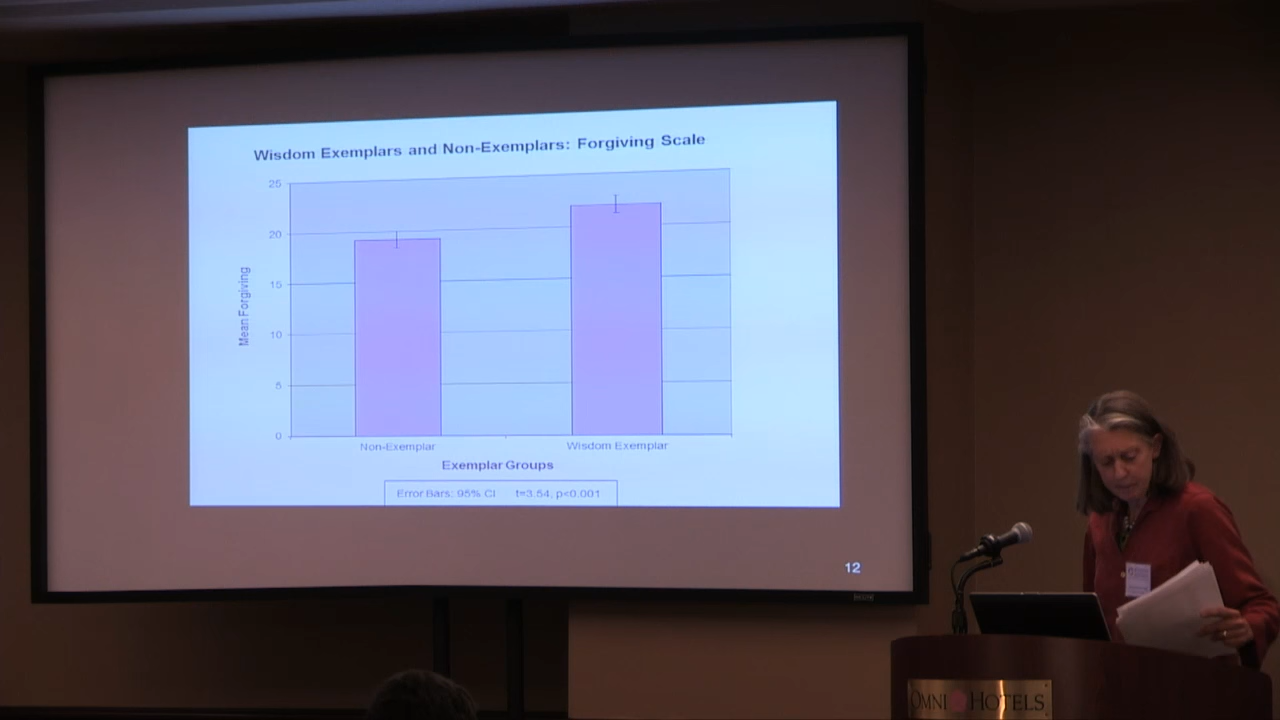 Wisdom Exemplars and Non-Exemplars: Forgiving Scale
25
20
15
10
5
0
Mean Forgiving
Non-Exemplar
Wisdom Exemplar
Exemplar Groups
Error Bars: 95% CI t=3.54, p<0.001
12
OMNI HOTELS